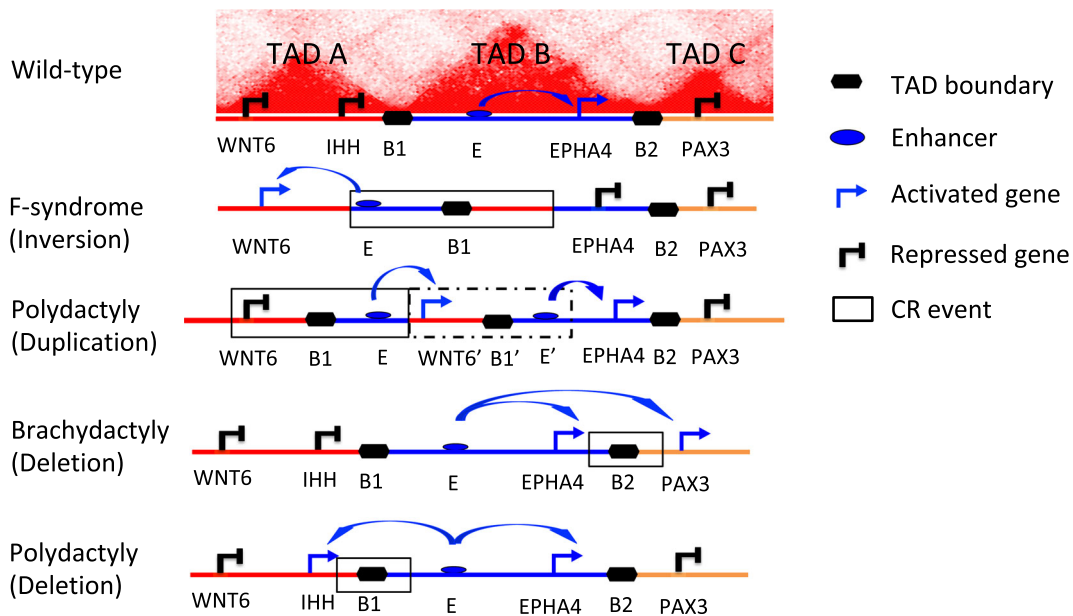 TAD A TAD B TAD C
Wild-type
WNT6 IHH B1 E EPHA4 B2 PAX3
F-syndrome
(Inversion)
WNT6 E B1 EPHA4 B2 PAX3
Polydactyly
(Duplication)
WNT6 B1 E WNT6’ B1’ E’ EPHA4 B2 PAX3
Brachydactyly
(Deletion)
WNT6 IHH B1 E EPHA4 B2 PAX3
Polydactyly
(Deletion)
WNT6 IHH B1 E EPHA4 B2 PAX3
TAD boundary
Enhancer
Activated gene
Repressed gene
CR event